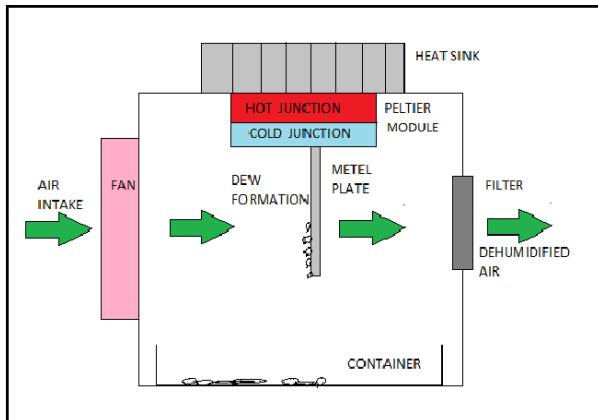 HEAT SINK
HOT JUNCTION
PELTIER
MODULE
COLD JUNCTION
AIR
INTAKE
FAN
DEW
FORMATION
METEL
PLATE
FILTER
DEHUMIDIFIED
AIR
CONTAINER